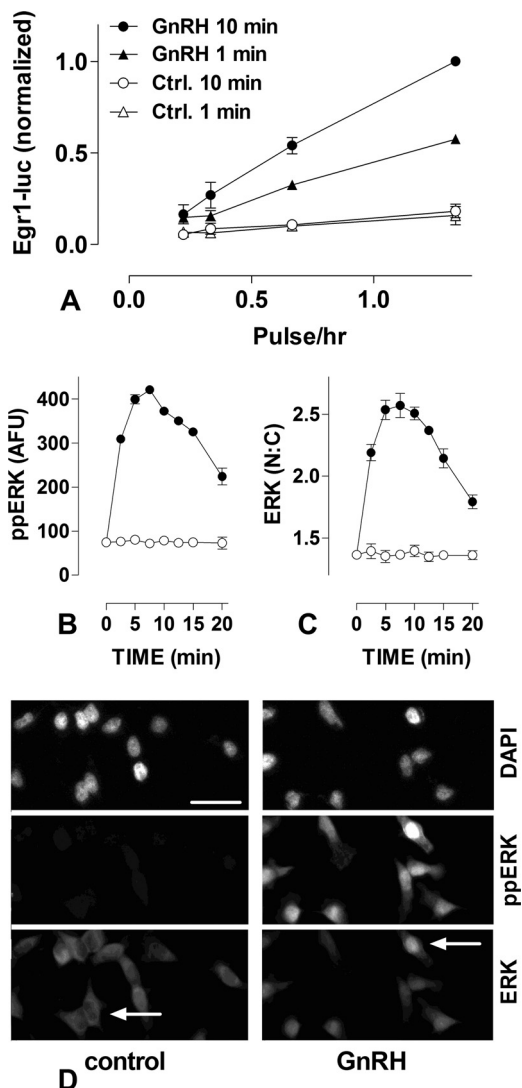 GnRH 10 min
GnRH 1 min
Ctrl. 10 min
Ctrl. 1 min
Egr1-luc (normalized)
1.0
0.5
0.0
0.0 0.5 1.0
A
Pulse/hr
ppERK (AFU)
400
300
200
100
0
0 5 10 15 20
B
TIME (min)
ERK (N:C)
2.5
2.0
1.5
0 5 10 15 20
C
TIME (min)
DAPI
ppERK
ERK
control GnRH
D